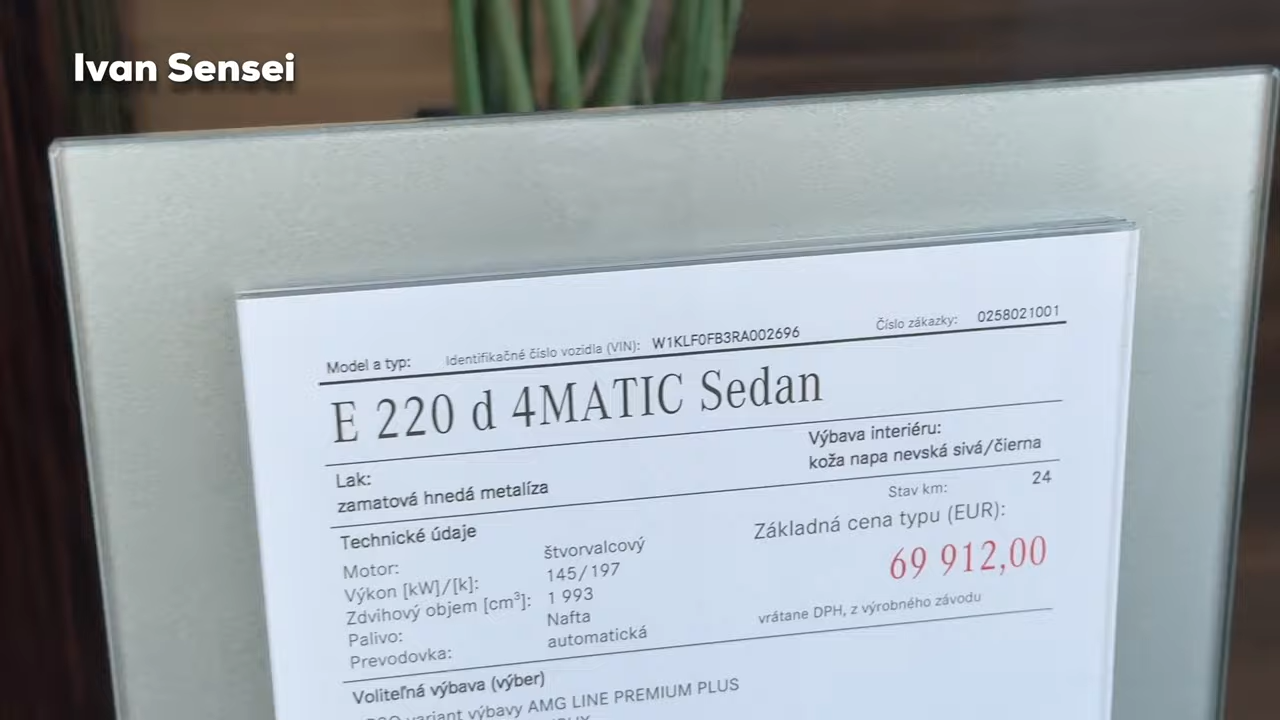 Ivan Sensei
Model a typ: Identifikačné číslo vozidla (VIN): W1KLF0FB3RA002696 Číslo zákazky: 0258021001
E 220 d 4MATIC Sedan
Lak:
zamatová hnedá metalíza
Výbava interiéru:
koža napa nevská sivá/čierna
Stav km: 24
Technické údaje
Motor: štvorvalcový
Výkon [kW]/[k]: 145/197
Zdvihový objem [cm³]: 1 993
Palivo: Nafta
Prevodovka: automatická
Základná cena typu (EUR):
69 912,00
vrátane DPH, z výrobného závodu
Voliteľná výbava (výber)
variant výbavy AMG LINE PREMIUM PLUS